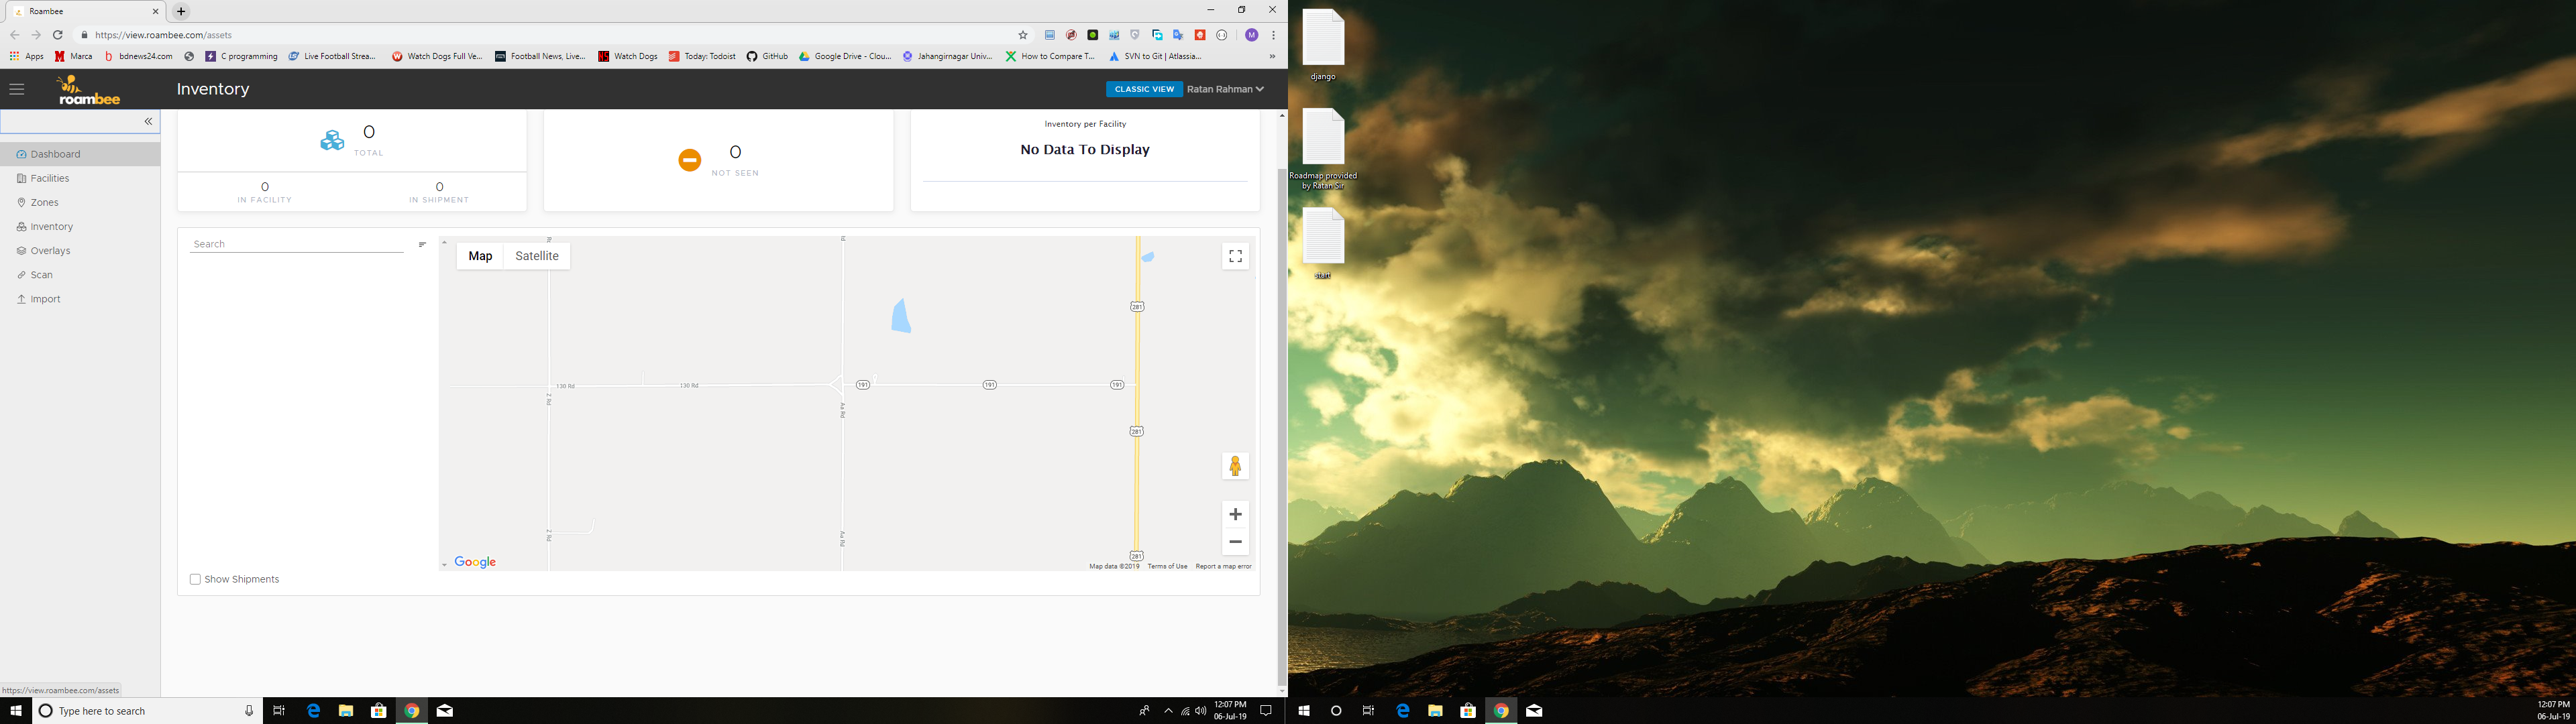 Roambee
https://view.roambee.com/assets
Apps
Marca
bdnews24.com
C programming
Live Football Strea...
Watch Dogs Full Ve...
Football News, Live...
Watch Dogs
Today: Todoist
GitHub
Google Drive - Clou...
Jahangirnagar Univ...
How to Compare T...
SVN to Git | Atlassia...
roambee
Inventory
CLASSIC VIEW
Ratan Rahman
Dashboard
Facilities
Zones
Inventory
Overlays
Scan
Import
0
TOTAL
0
IN FACILITY
0
IN SHIPMENT
0
NOT SEEN
Inventory per Facility
No Data To Display
Search
Map
Satellite
281
130 Rd
130 Rd
191
191
191
Rd Z
Ay Rd
281
Rd Z
Ay Rd
281
Google
Map data ©2019
Terms of Use
Report a map error
Show Shipments
https://view.roambee.com/assets
Type here to search
12:07 PM
06-Jul-19
django
Roadmap provided
by Ratan Sir
start
12:07 PM
06-Jul-19